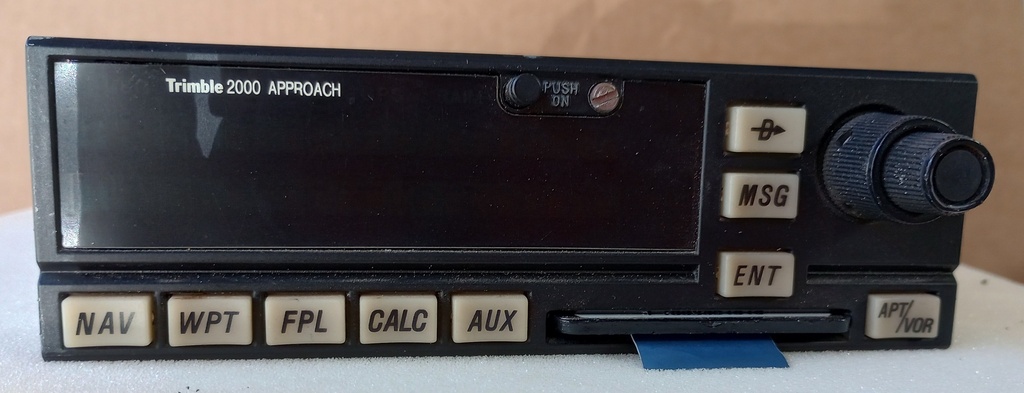 Trimble 2000 APPROACH
PUSH
ON
D
MSG
ENT
NAV
WPT
FPL
CALC
AUX
APT/
VOR